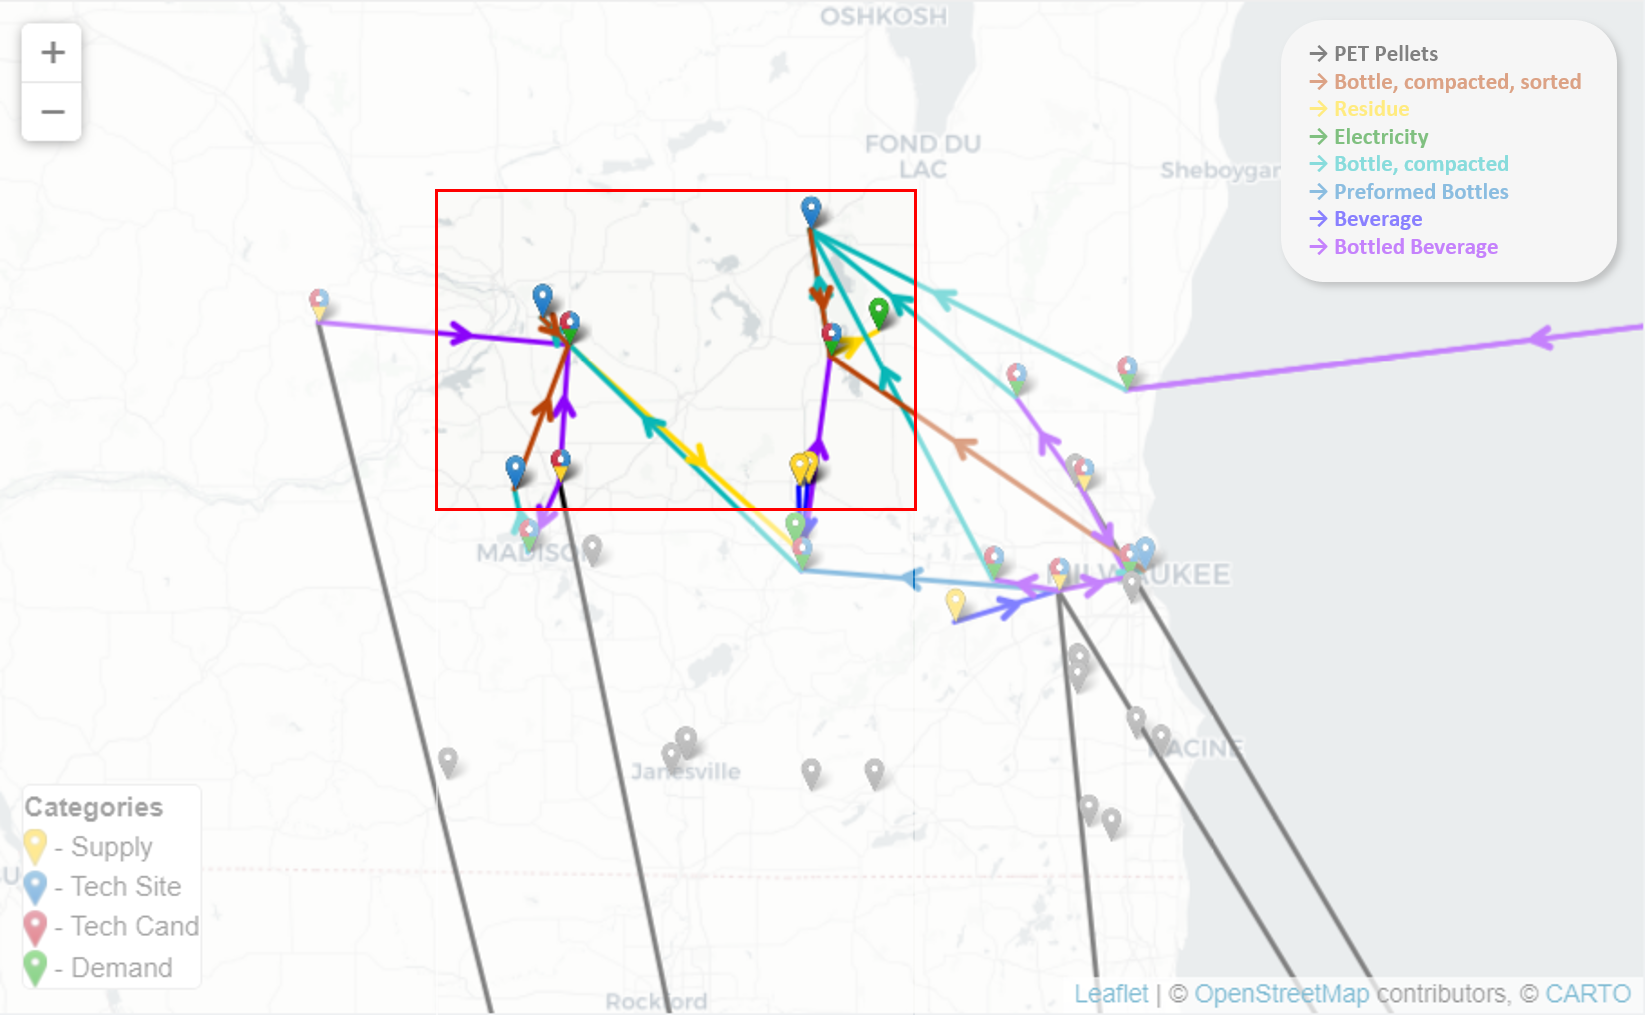 +
−
OSHKOSH
FOND DU
LAC
Sheboygan
→ PET Pellets
→ Bottle, compacted, sorted
→ Residue
→ Electricity
→ Bottle, compacted
→ Preformed Bottles
→ Beverage
→ Bottled Beverage
MADISON
MILWAUKEE
RACINE
Janesville
Rockford
Categories
- Supply
- Tech Site
- Tech Cand
- Demand
Leaflet | © OpenStreetMap contributors, © CARTO